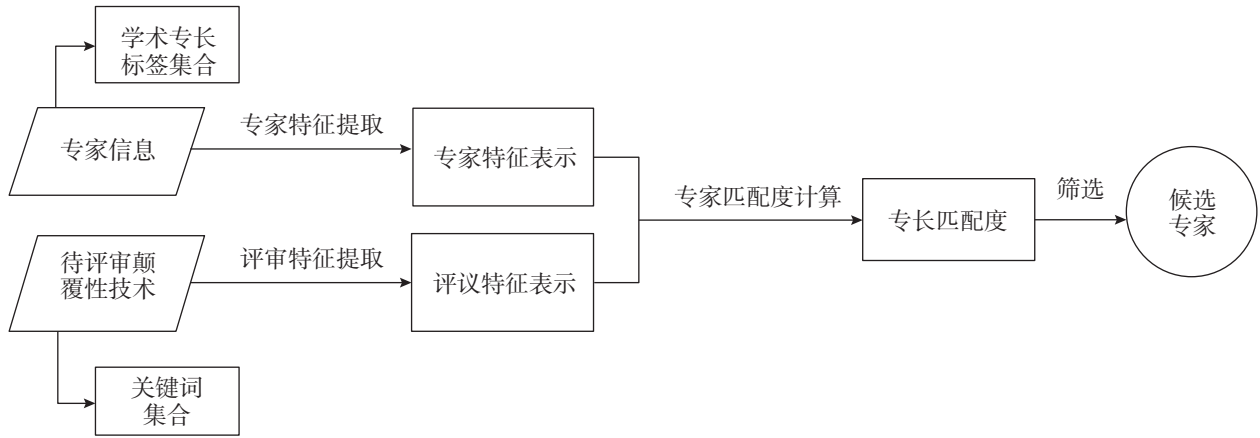 学术专长
标签集合
专家信息
专家特征提取
专家特征表示
专家匹配度计算
专长匹配度
筛选
候选
专家
待评审颠
覆性技术
评审特征提取
评议特征表示
关键词
集合